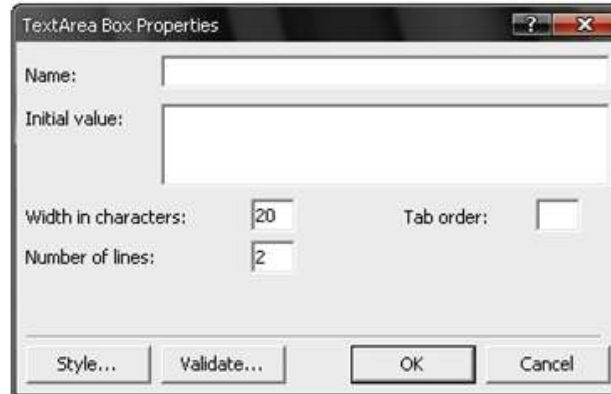 TextArea Box Properties
?
Name:
Initial value:
Width in characters: 20 Tab order:
Number of lines: 2
Style... Validate... OK Cancel